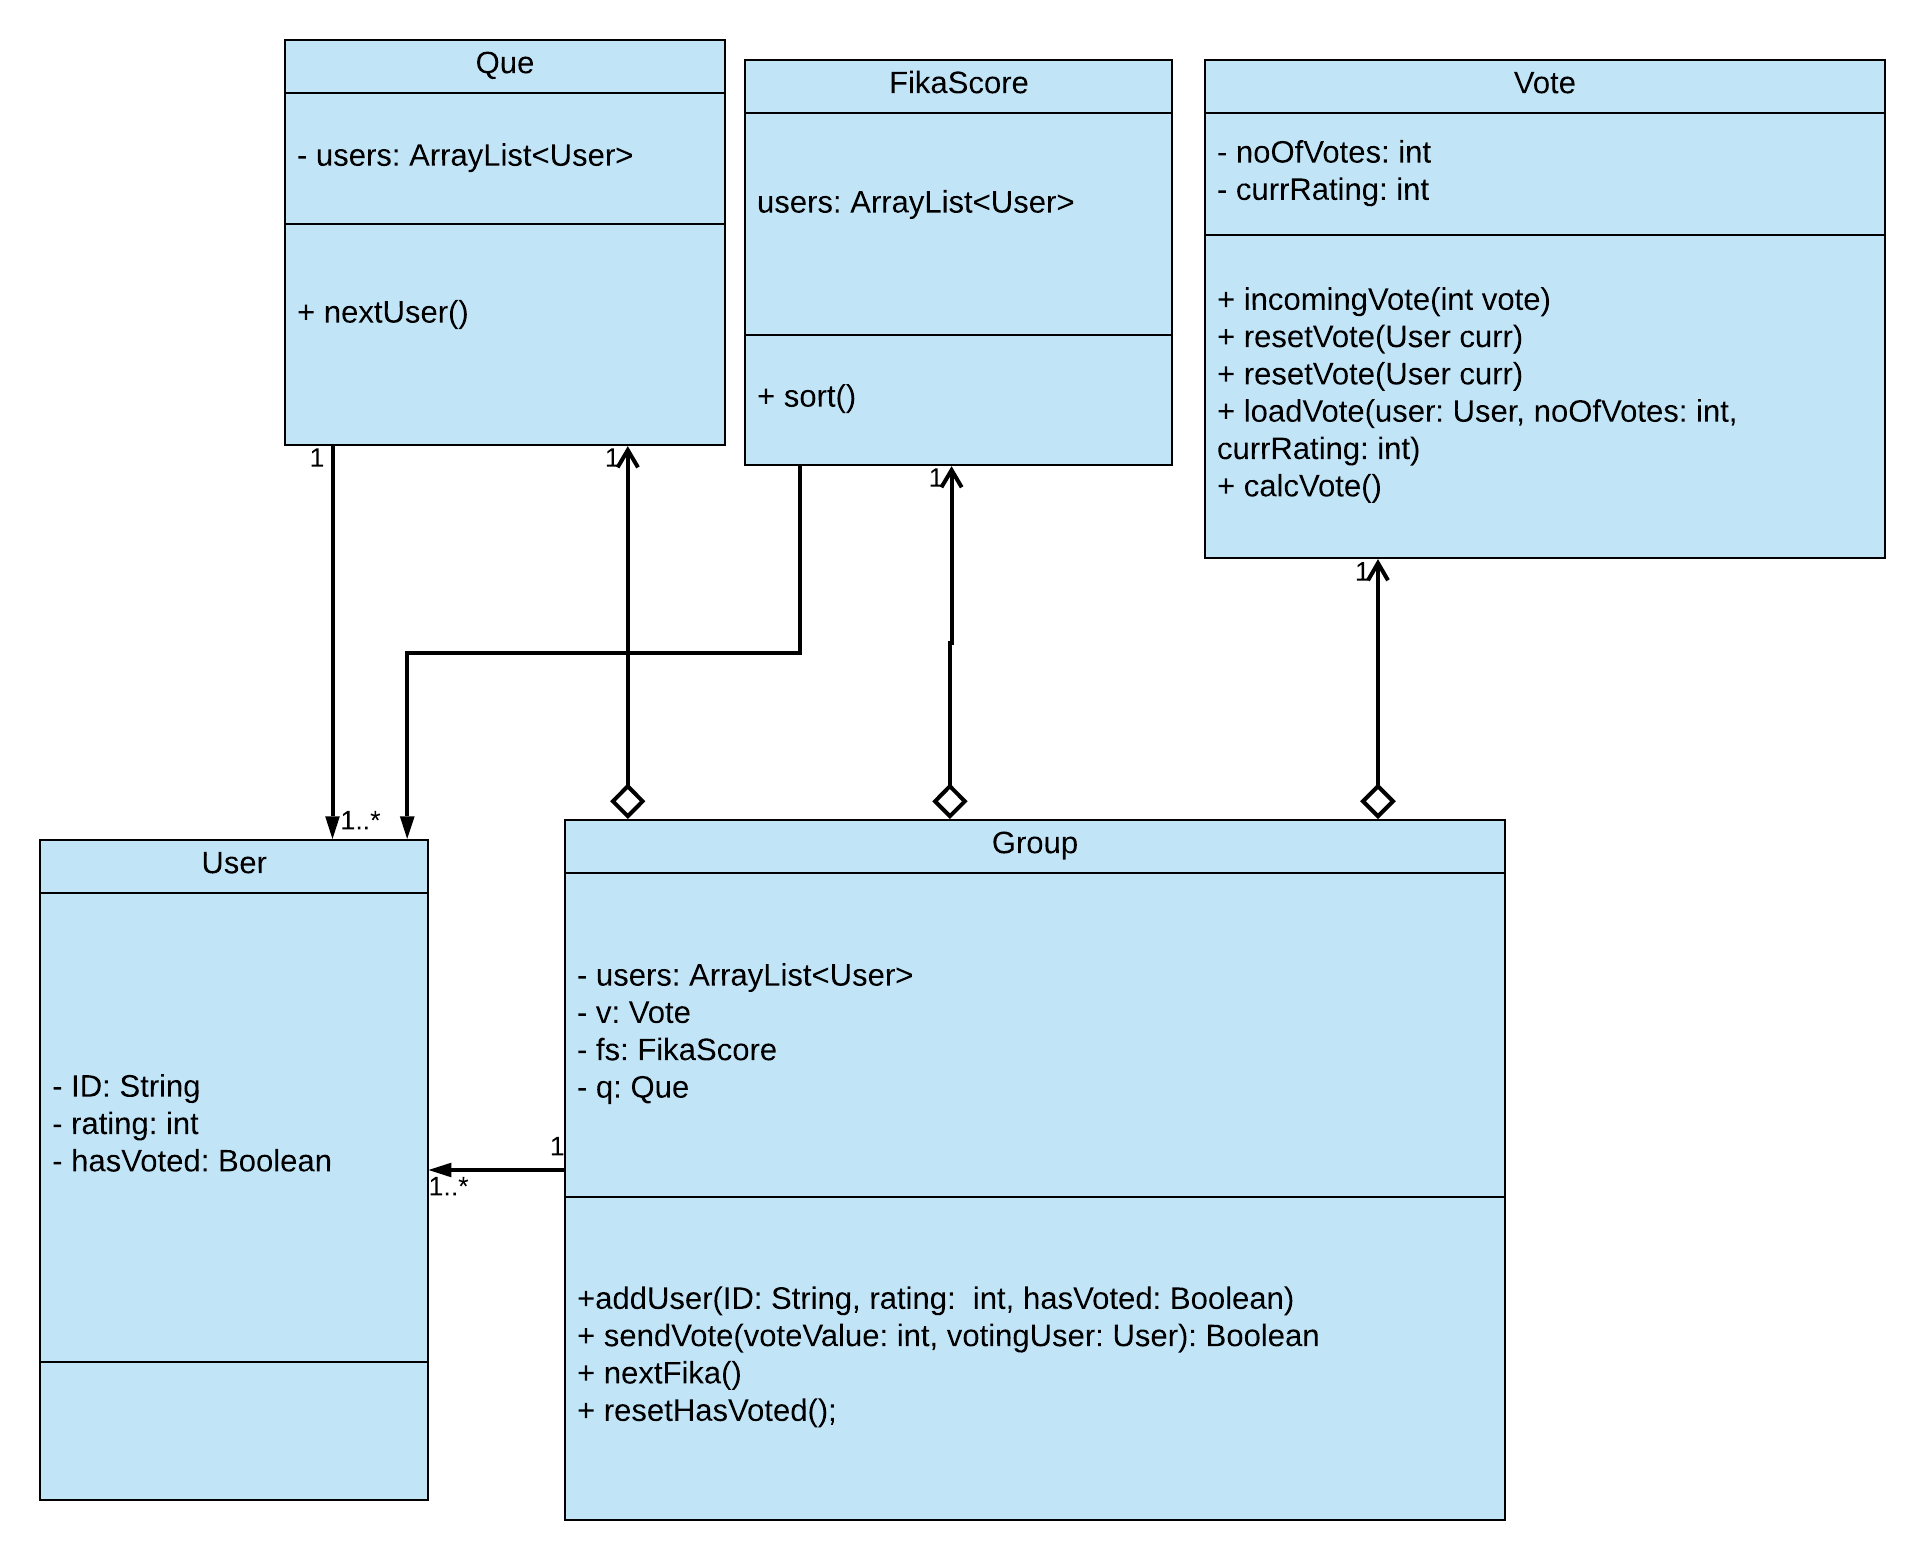 Que
- users: ArrayList<User>
+ nextUser()
FikaScore
users: ArrayList<User>
+ sort()
Vote
- noOfVotes: int
- currRating: int
+ incomingVote(int vote)
+ resetVote(User curr)
+ resetVote(User curr)
+ loadVote(user: User, noOfVotes: int,
currRating: int)
+ calcVote()
1
1
1
1
1..*
User
- ID: String
- rating: int
- hasVoted: Boolean
1
1..*
Group
- users: ArrayList<User>
- v: Vote
- fs: FikaScore
- q: Que
+addUser(ID: String, rating:  int, hasVoted: Boolean)
+ sendVote(voteValue: int, votingUser: User): Boolean
+ nextFika()
+ resetHasVoted();